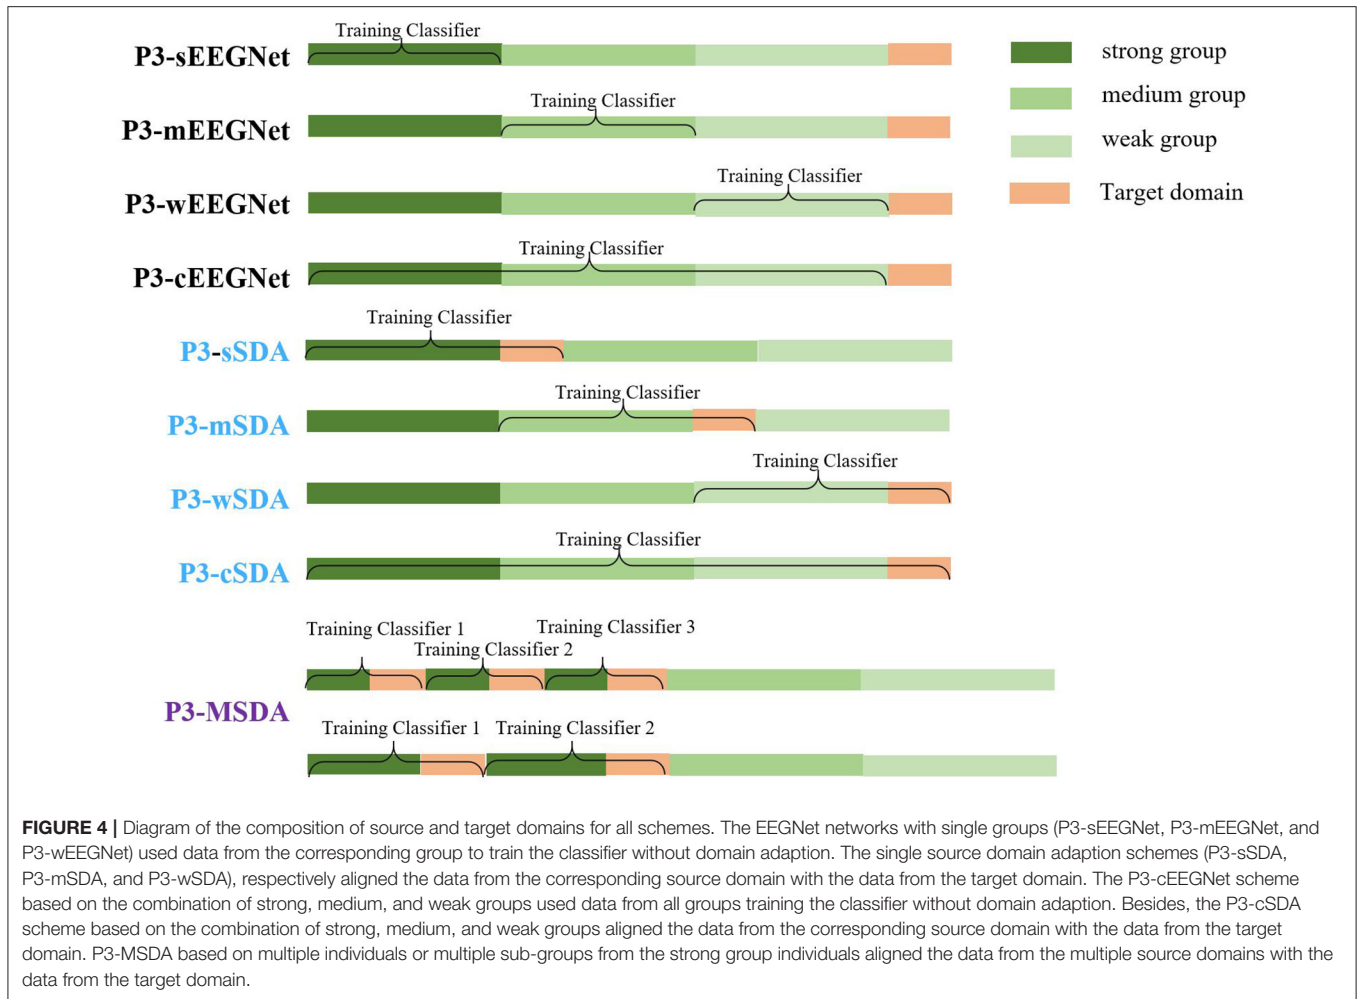 Training Classifier
P3-sEEGNet
strong group
medium group
Training Classifier
P3-mEEGNet
weak group
Training Classifier
P3-wEEGNet
Target domain
Training Classifier
P3-cEEGNet
Training Classifier
P3-sSDA
Training Classifier
P3-mSDA
Training Classifier
P3-wSDA
Training Classifier
P3-cSDA
Training Classifier 1
Training Classifier 2
Training Classifier 3
P3-MSDA
Training Classifier 1
Training Classifier 2
FIGURE 4 | Diagram of the composition of source and target domains for all schemes. The EEGNet networks with single groups (P3-sEEGNet, P3-mEEGNet, and
P3-wEEGNet) used data from the corresponding group to train the classifier without domain adaption. The single source domain adaption schemes (P3-sSDA,
P3-mSDA, and P3-wSDA), respectively aligned the data from the corresponding source domain with the data from the target domain. The P3-cEEGNet scheme
based on the combination of strong, medium, and weak groups used data from all groups training the classifier without domain adaption. Besides, the P3-cSDA
scheme based on the combination of strong, medium, and weak groups aligned the data from the corresponding source domain with the data from the target
domain. P3-MSDA based on multiple individuals or multiple sub-groups from the strong group individuals aligned the data from the multiple source domains with the
data from the target domain.